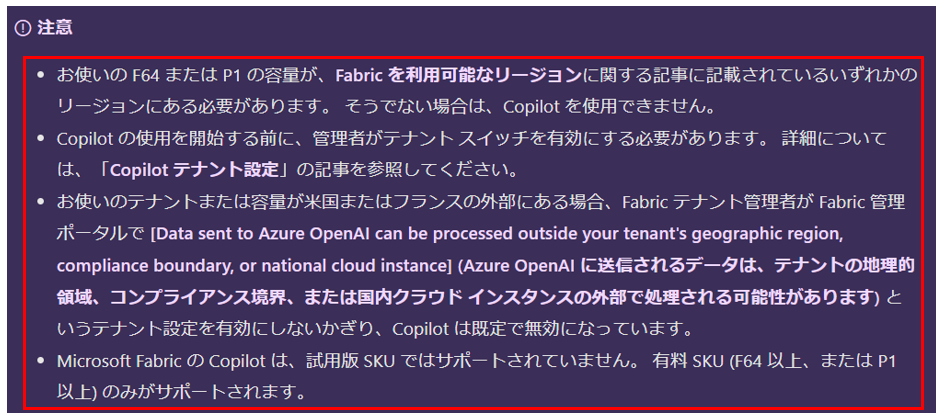 注意
• お使いの F64 または P1 の容量が、Fabric を利用可能なリージョンに関する記事に記載されているいずれかの
リージョンにある必要があります。 そうでない場合は、Copilot を使用できません。
• Copilot の使用を開始する前に、管理者がテナント スイッチを有効にする必要があります。 詳細について
は、「Copilot テナント設定」の記事を参照してください。
• お使いのテナントまたは容量が米国またはフランスの外部にある場合、Fabric テナント管理者が Fabric 管理
ポータルで [Data sent to Azure OpenAI can be processed outside your tenant's geographic region,
compliance boundary, or national cloud instance] (Azure OpenAI に送信されるデータは、テナントの地理的
領域、コンプライアンス境界、または国内クラウド インスタンスの外部で処理される可能性があります) と
いうテナント設定を有効にしないかぎり、Copilot は既定で無効になっています。
• Microsoft Fabric の Copilot は、試用版 SKU ではサポートされていません。 有料 SKU (F64 以上、または P1
以上) のみがサポートされます。